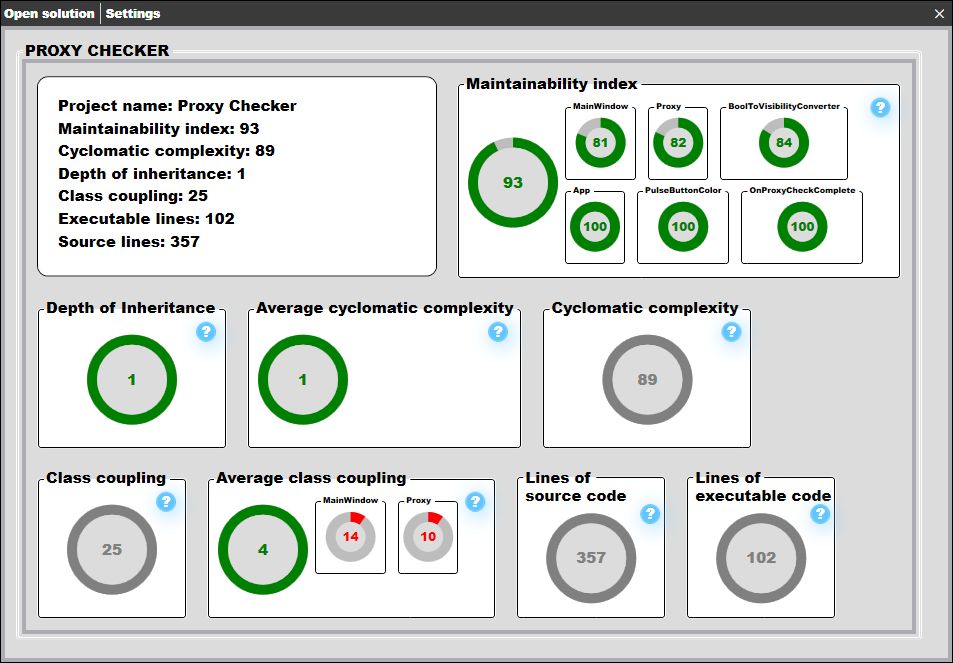 Open solution
Settings
PROXY CHECKER
Project name: Proxy Checker
Maintainability index: 93
Cyclomatic complexity: 89
Depth of inheritance: 1
Class coupling: 25
Executable lines: 102
Source lines: 357
Maintainability index
?
93
MainWindow
81
Proxy
82
BoolToVisibilityConverter
84
App
100
PulseButtonColor
100
OnProxyCheckComplete
100
Depth of Inheritance
?
1
Average cyclomatic complexity
?
1
Cyclomatic complexity
?
89
Class coupling
?
25
Average class coupling
?
4
MainWindow
14
Proxy
10
Lines of
source code
?
357
Lines of
executable code
?
102